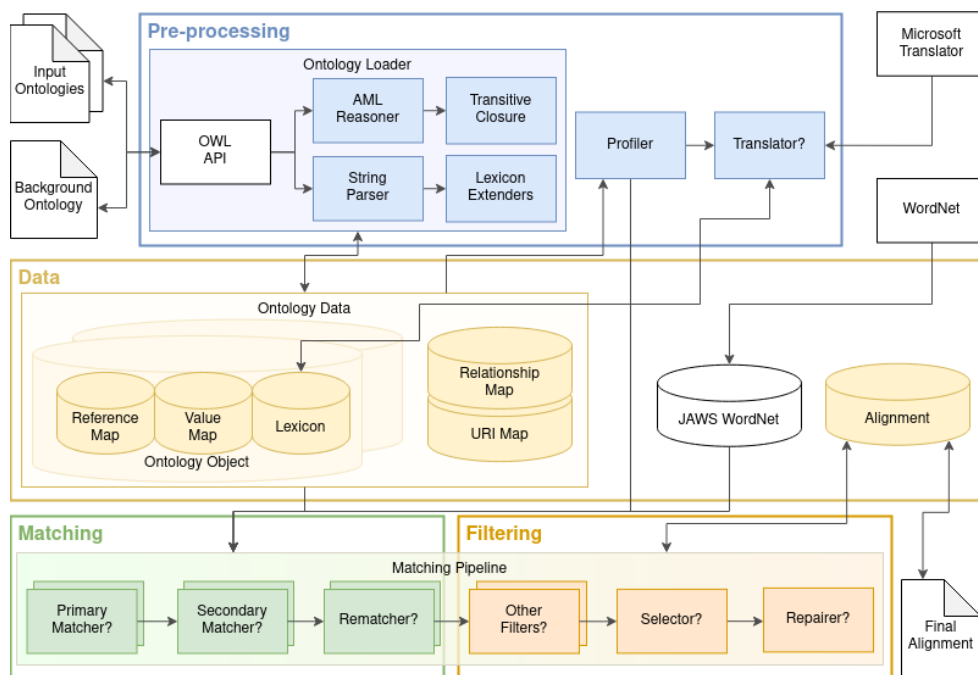 Pre-processing
Input
Ontologies
Background
Ontology
Ontology Loader
OWL
API
AML
Reasoner
Transitive
Closure
String
Parser
Lexicon
Extenders
Profiler
Translator?
Microsoft
Translator
WordNet
Data
Ontology Data
Reference
Map
Value
Map
Lexicon
Ontology Object
Relationship
Map
URI Map
JAWS WordNet
Alignment
Matching
Filtering
Matching Pipeline
Primary
Matcher?
Secondary
Matcher?
Rematcher?
Other
Filters?
Selector?
Repairer?
Final
Alignment